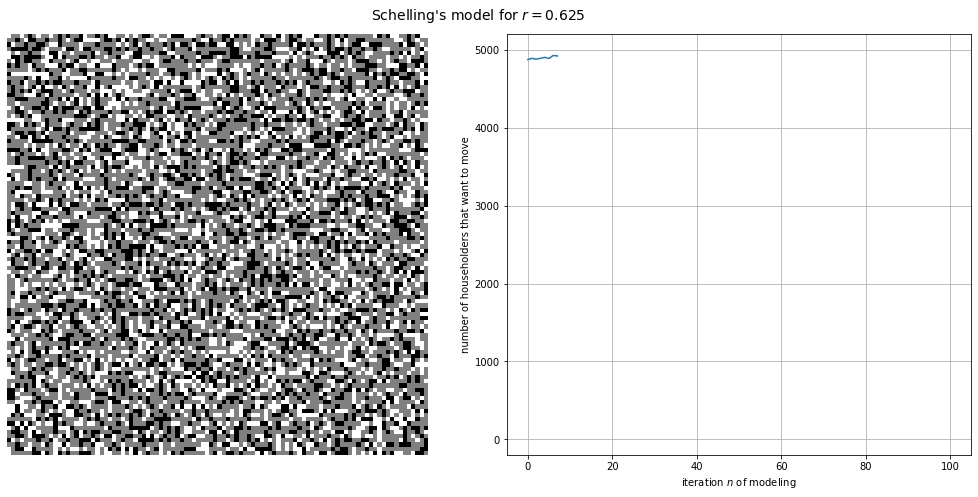 Schelling's model for r = 0.625
5000
4000
3000
2000
1000
0
number of householders that want to move
0 20 40 60 80 100
iteration n of modeling